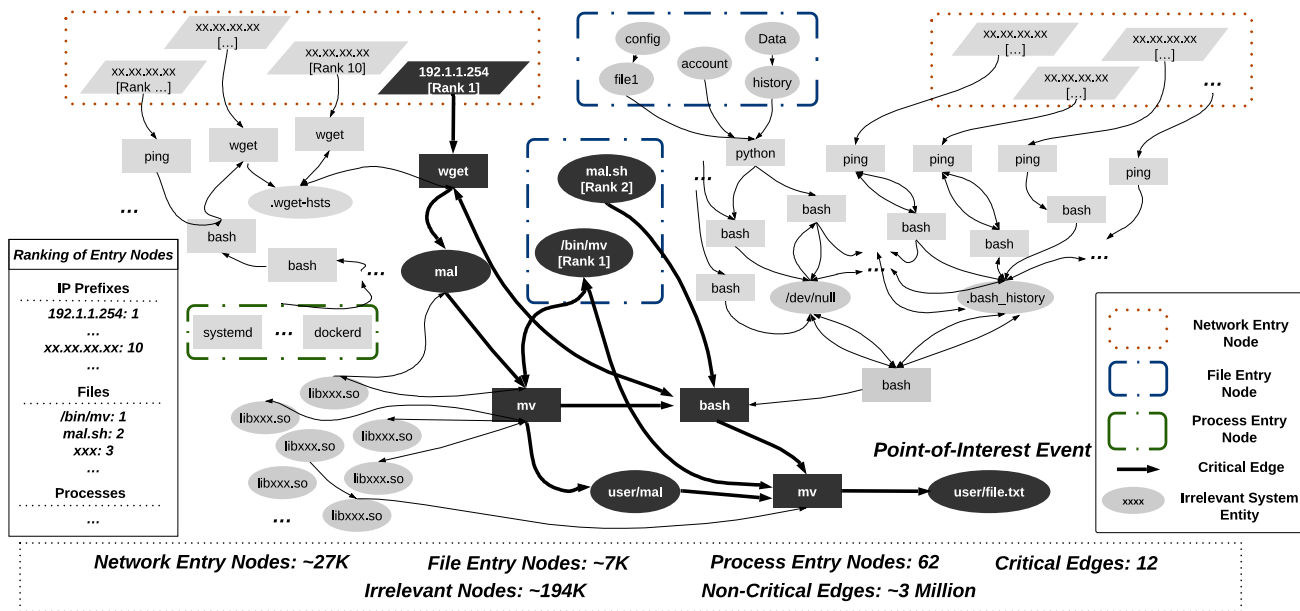 xx.xx.xx.xx
[...]
xx.xx.xx.xx
[Rank 10]
xx.xx.xx.xx
[Rank ...]
192.1.1.254
[Rank 1]
config
Data
account
file1
history
xx.xx.xx.xx
[...]
xx.xx.xx.xx
[...]
xx.xx.xx.xx
[...]
...
ping
wget
wget
wget
.wget-hsts
...
bash
bash
...
systemd
...
dockerd
mal.sh
[Rank 2]
/bin/mv
[Rank 1]
mal
python
...
bash
bash
bash
/dev/null
...
ping
ping
ping
ping
bash
bash
bash
...
.bash_history
bash
Ranking of Entry Nodes
IP Prefixes
192.1.1.254: 1
...
xx.xx.xx.xx: 10
...
Files
/bin/mv: 1
mal.sh: 2
xxx: 3
...
Processes
...
libxxx.so
libxxx.so
libxxx.so
libxxx.so
libxxx.so
libxxx.so
...
mv
bash
user/mal
mv
user/file.txt
Point-of-Interest Event
Network Entry
Node
File Entry
Node
Process Entry
Node
Critical Edge
xxxx
Irrelevant System
Entity
Network Entry Nodes: ~27K
File Entry Nodes: ~7K
Process Entry Nodes: 62
Critical Edges: 12
Irrelevant Nodes: ~194K
Non-Critical Edges: ~3 Million